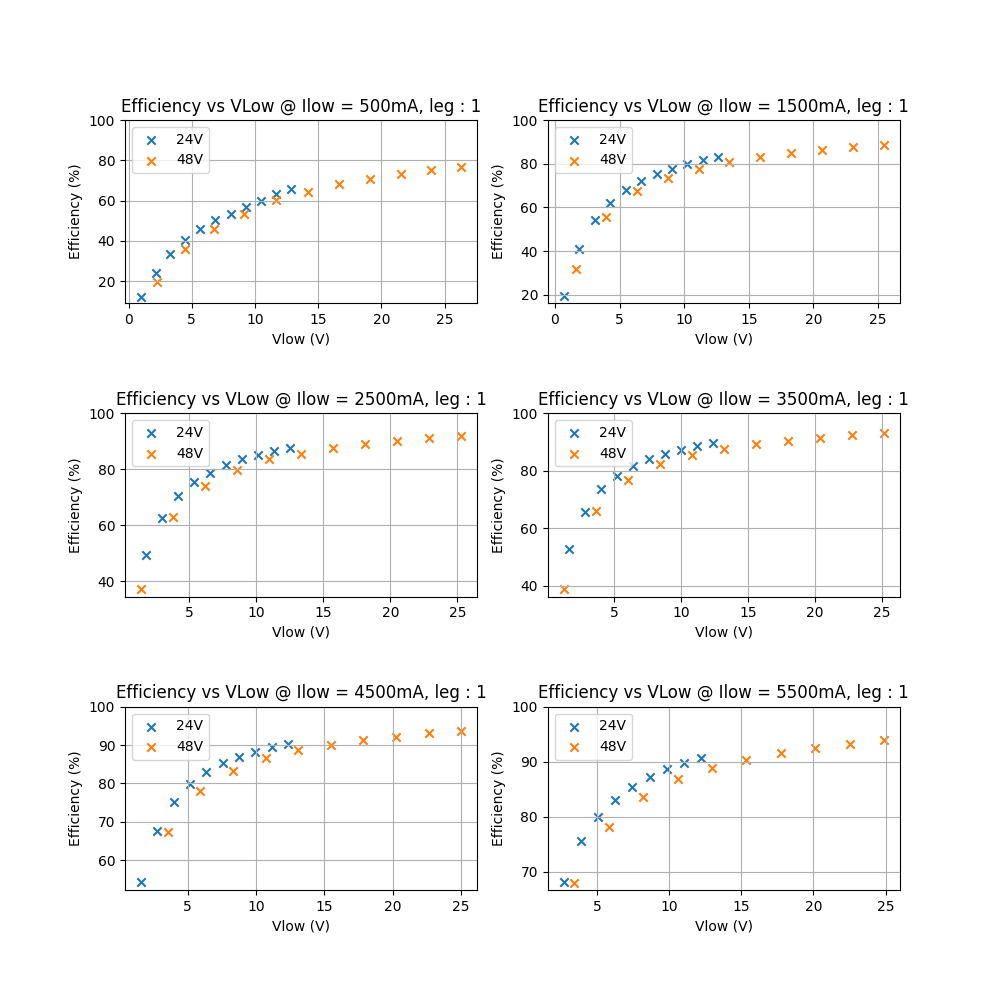 Efficiency vs VLow @ Ilow = 500mA, leg : 1
24V
48V
Efficiency (%)
100
80
60
40
20
0 5 10 15 20 25
Vlow (V)
Efficiency vs VLow @ Ilow = 1500mA, leg : 1
24V
48V
Efficiency (%)
100
80
60
40
20
0 5 10 15 20 25
Vlow (V)
Efficiency vs VLow @ Ilow = 2500mA, leg : 1
24V
48V
Efficiency (%)
100
80
60
40
5 10 15 20 25
Vlow (V)
Efficiency vs VLow @ Ilow = 3500mA, leg : 1
24V
48V
Efficiency (%)
100
80
60
40
5 10 15 20 25
Vlow (V)
Efficiency vs VLow @ Ilow = 4500mA, leg : 1
24V
48V
Efficiency (%)
100
90
80
70
60
5 10 15 20 25
Vlow (V)
Efficiency vs VLow @ Ilow = 5500mA, leg : 1
24V
48V
Efficiency (%)
100
90
80
70
5 10 15 20 25
Vlow (V)